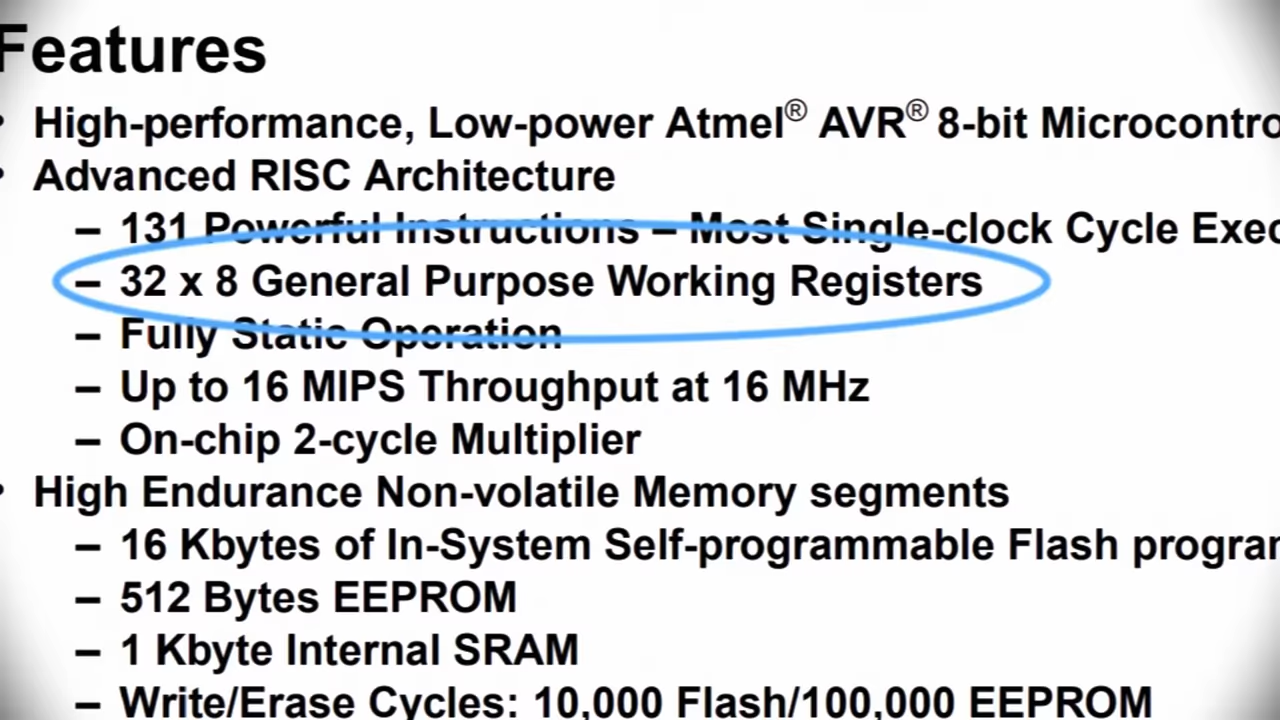 Features
• High-performance, Low-power Atmel® AVR® 8-bit Microcontro
• Advanced RISC Architecture
– 131 Powerful Instructions – Most Single-clock Cycle Exec
– 32 x 8 General Purpose Working Registers
– Fully Static Operation
– Up to 16 MIPS Throughput at 16 MHz
– On-chip 2-cycle Multiplier
• High Endurance Non-volatile Memory segments
– 16 Kbytes of In-System Self-programmable Flash program
– 512 Bytes EEPROM
– 1 Kbyte Internal SRAM
– Write/Erase Cycles: 10,000 Flash/100,000 EEPROM